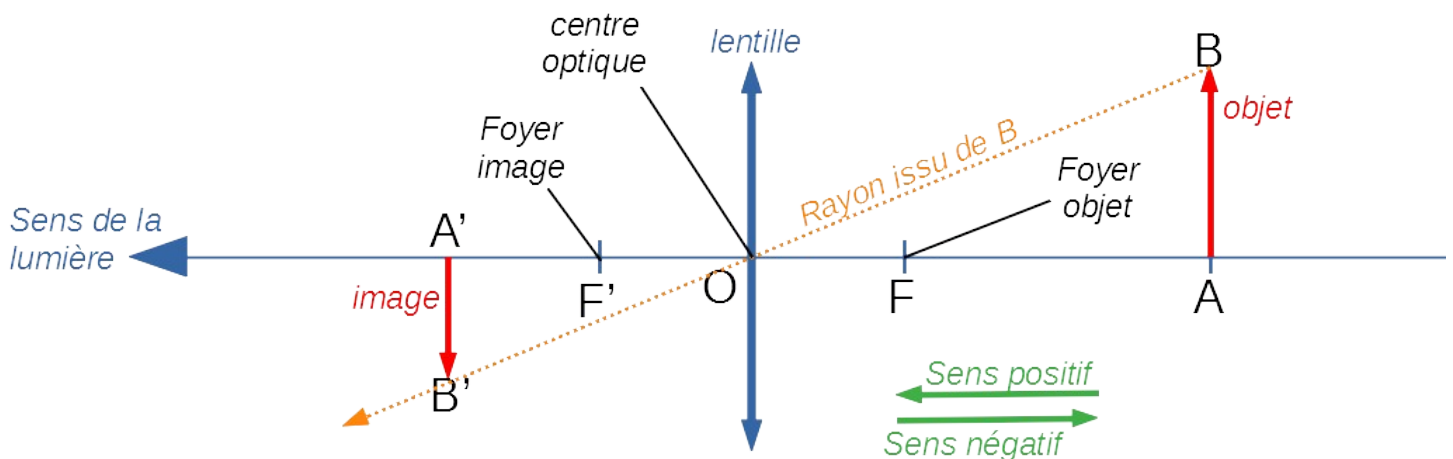 centre
optique
lentille
B
objet
Foyer
image
Rayon issu de B
Foyer
objet
Sens de la
lumière
A’
image
F’
O
F
A
B’
Sens positif
Sens négatif